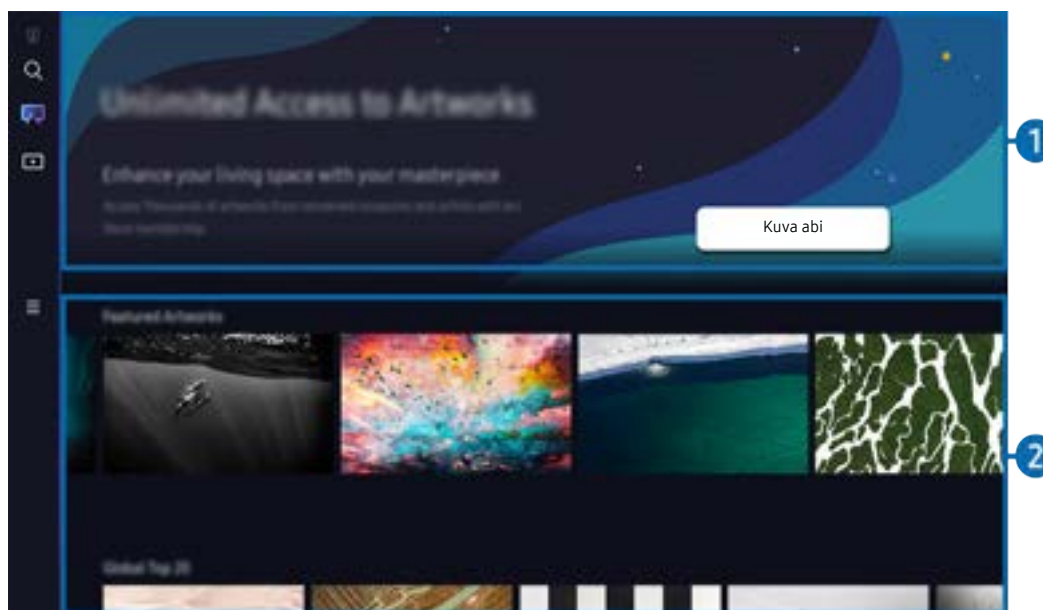 Unlimited Access to Artworks
1
Enhance your living space with your masterpiece
Kuva abi
Featured Artworks
2
Global Top 20